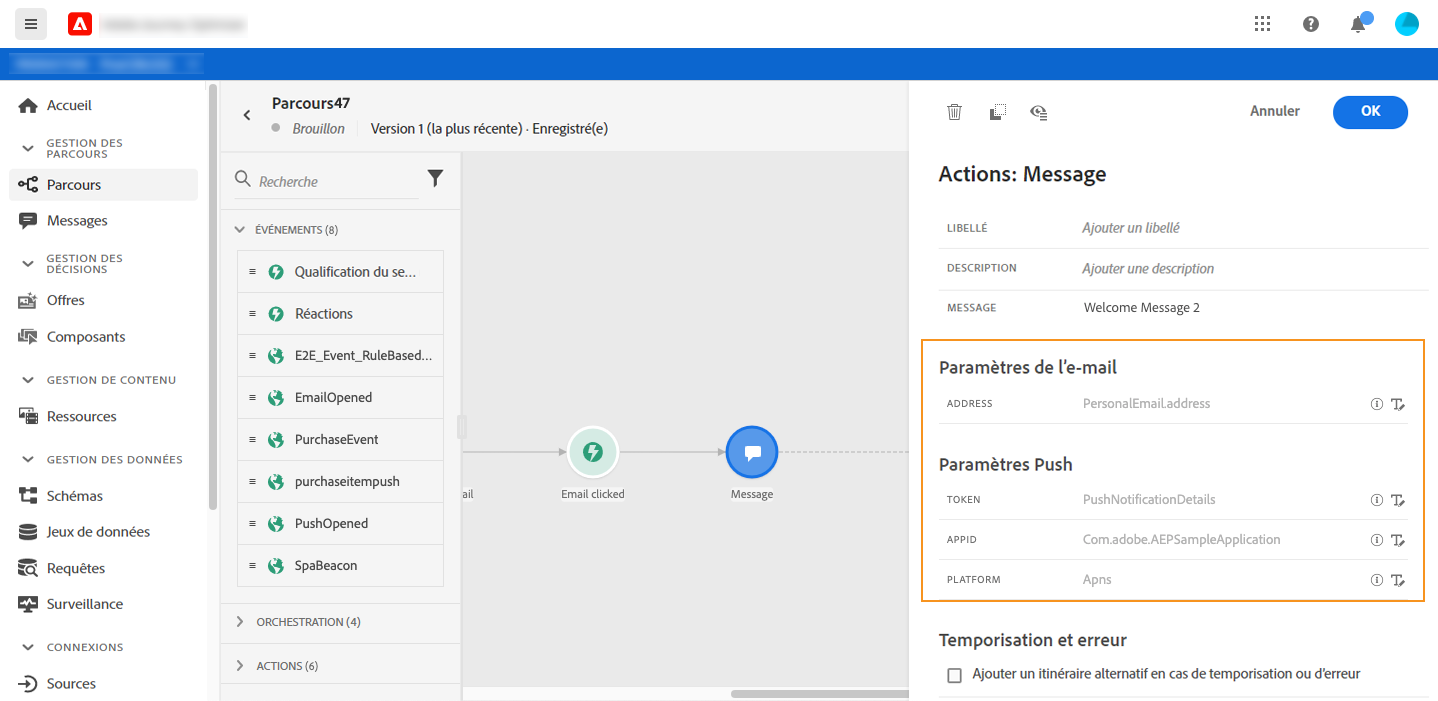 Accueil
GESTION DES
PARCOURS
Parcours
Messages
GESTION DES
DÉCISIONS
Offres
Composants
GESTION DE CONTENU
Ressources
GESTION DES DONNÉES
Schémas
Jeux de données
Requêtes
Surveillance
CONNEXIONS
Sources
Parcours47
Brouillon
Version 1 (la plus récente) · Enregistré(e)
Recherche
ÉVÉNEMENTS (8)
Qualification du se...
Réactions
E2E_Event_RuleBased...
EmailOpened
PurchaseEvent
purchaseitempush
PushOpened
SpaBeacon
ORCHESTRATION (4)
ACTIONS (6)
ail
Email clicked
Message
Annuler
OK
Actions: Message
LIBELLÉ
Ajouter un libellé
DESCRIPTION
Ajouter une description
MESSAGE
Welcome Message 2
Paramètres de l'e-mail
ADDRESS
PersonalEmail.address
Paramètres Push
TOKEN
PushNotificationDetails
APPID
Com.adobe.AEPSampleApplication
PLATFORM
Apns
Temporisation et erreur
Ajouter un itinéraire alternatif en cas de temporisation ou d'erreur